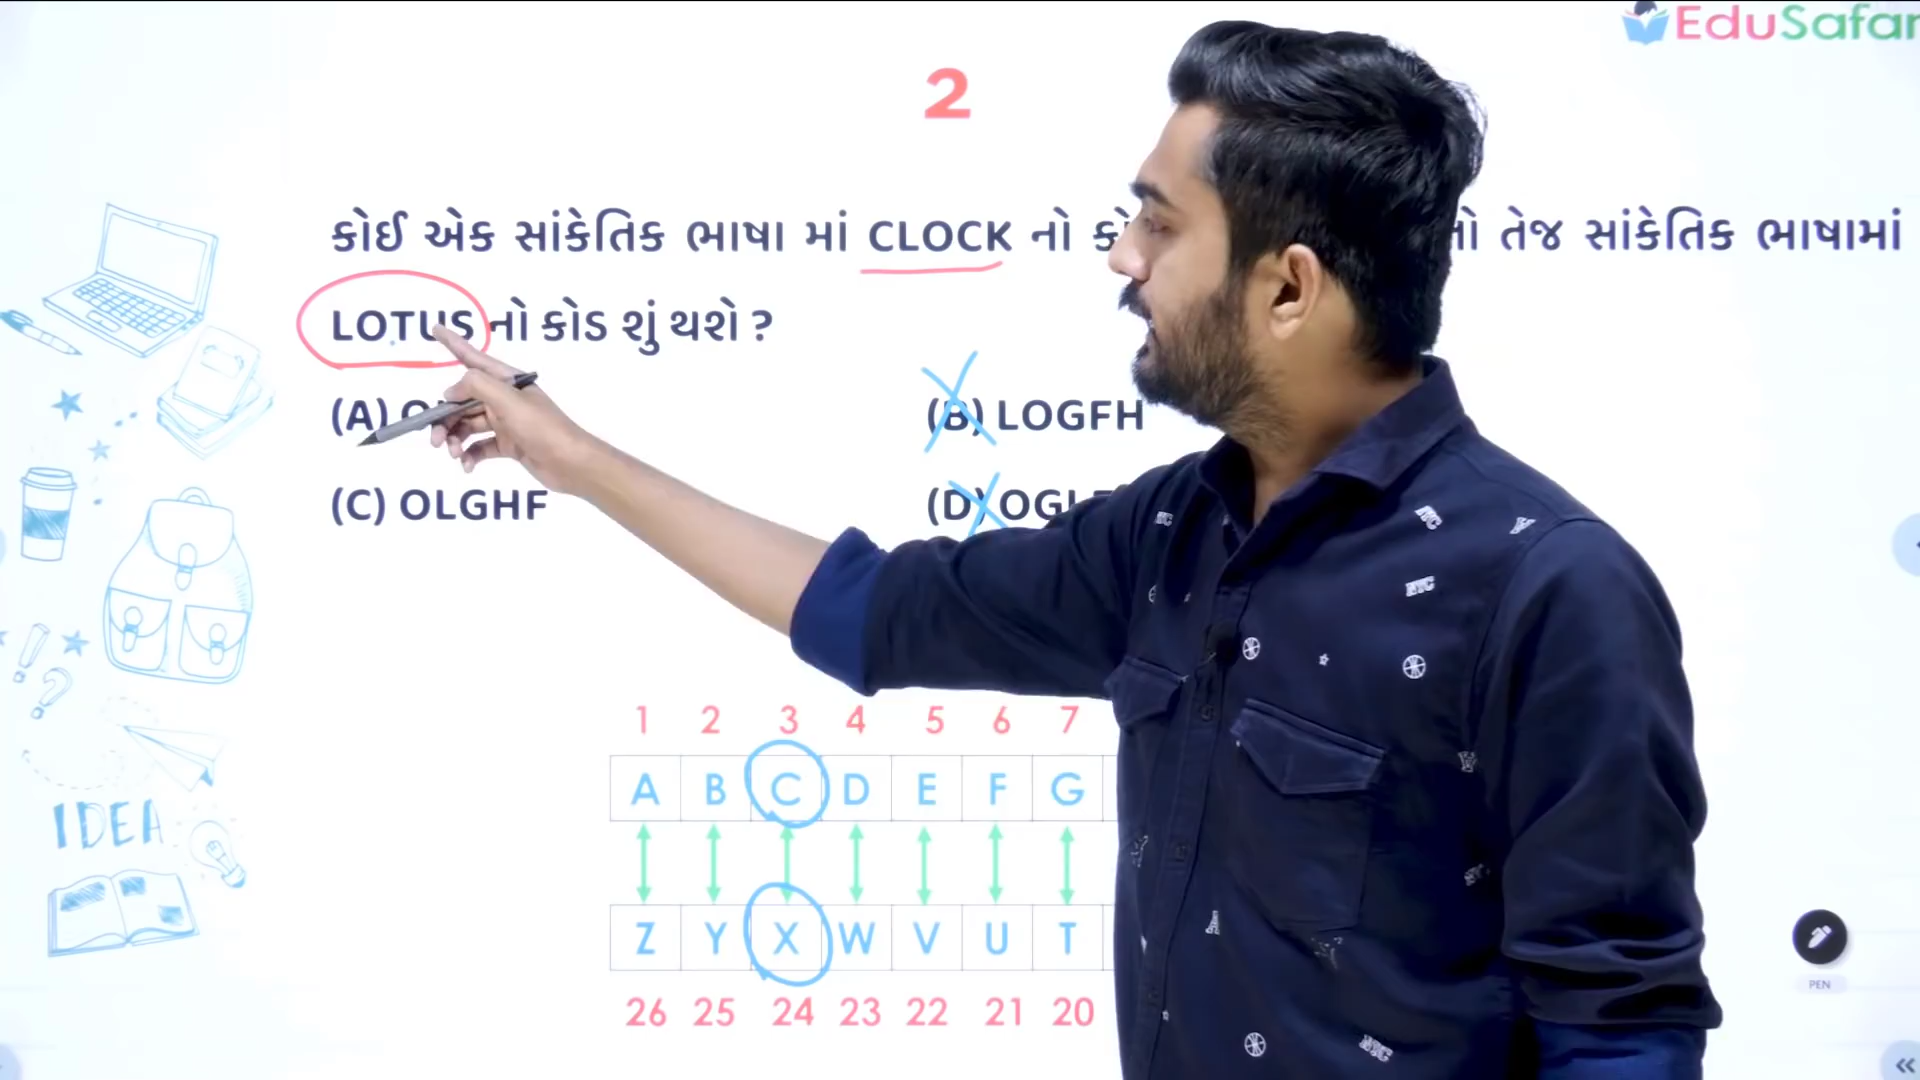 EduSafar
2
કોઈ એક સાંકેતિક ભાષા માં CLOCK નો તેજ સાંકેતિક ભાષામાં
LOTUS નો કોડ શું થશે ?
(A)
(B) LOGFH
(C) OLGHF
(D)
1 2 3 4 5 6 7
A B C D E F G
Z Y X W V U T
26 25 24 23 22 21 20
IDEA
PEN